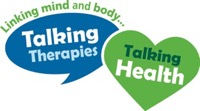 Linking mind and body...
Talking
Therapies
Talking
Health